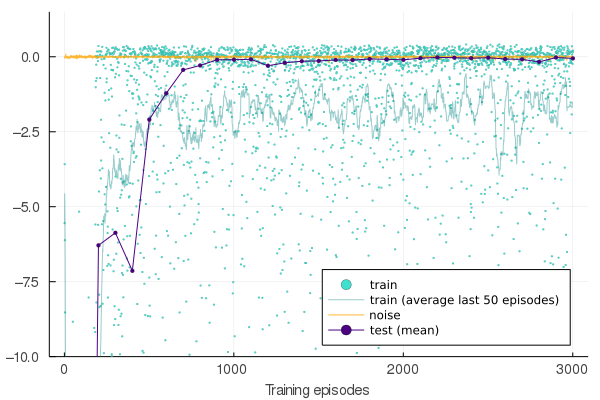 0.0
−2.5
−5.0
−7.5
−10.0
0
1000
2000
3000
Training episodes
train
train (average last 50 episodes)
noise
test (mean)